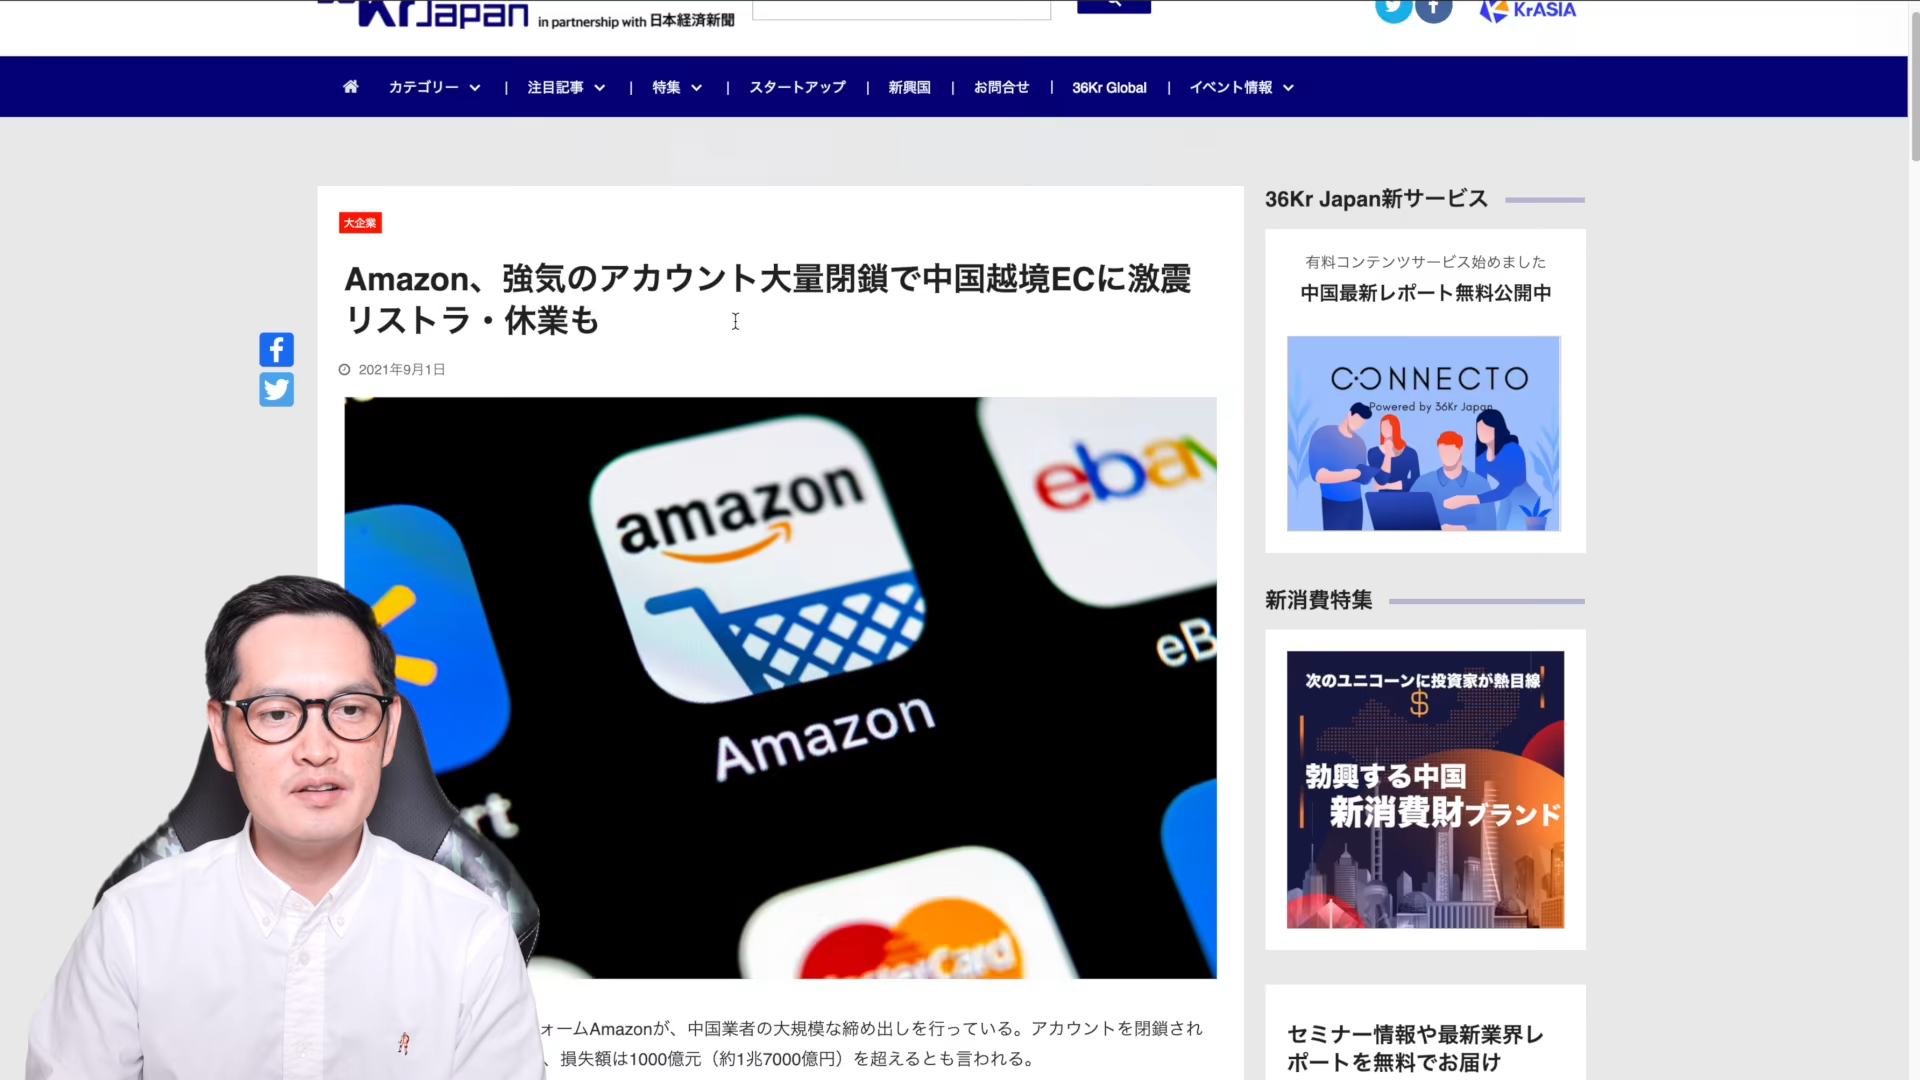 KrJapan in partnership with 日本経済新聞
KrASIA
カテゴリー | 注目記事 | 特集 | スタートアップ | 新興国 | お問合せ | 36Kr Global | イベント情報
大企業
Amazon、強気のアカウント大量閉鎖で中国越境ECに激震
リストラ・休業も
2021年9月1日
amazon
ebay
eB
Amazon
rt
MasterCard
ォームAmazonが、中国業者の大規模な締め出しを行っている。アカウントを閉鎖され
、損失額は1000億元（約1兆7000億円）を超えるとも言われる。
36Kr Japan新サービス
有料コンテンツサービス始めました
中国最新レポート無料公開中
CONNECTO
Powered by 36Kr Japan
新消費特集
次のユニコーンに投資家が熱目線
勃興する中国
新消費財ブランド
セミナー情報や最新業界レ
ポートを無料でお届け